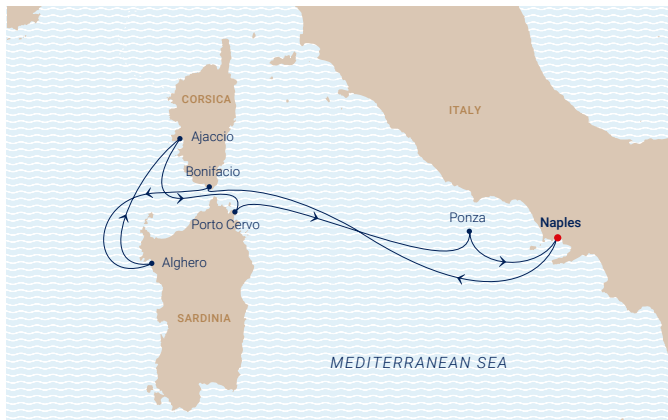 CORSICA
ITALY
Ajaccio
Bonifacio
Ponza
Naples
Porto Cervo
Alghero
SARDINIA
MEDITERRANEAN SEA